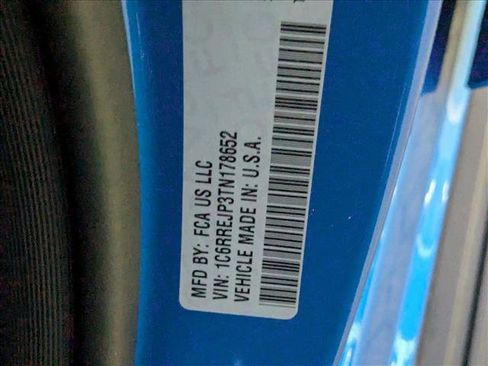 MFD BY: FCA US LLC
VIN: 1C6RREJP3TN178652
VEHICLE MADE IN: U.S.A.